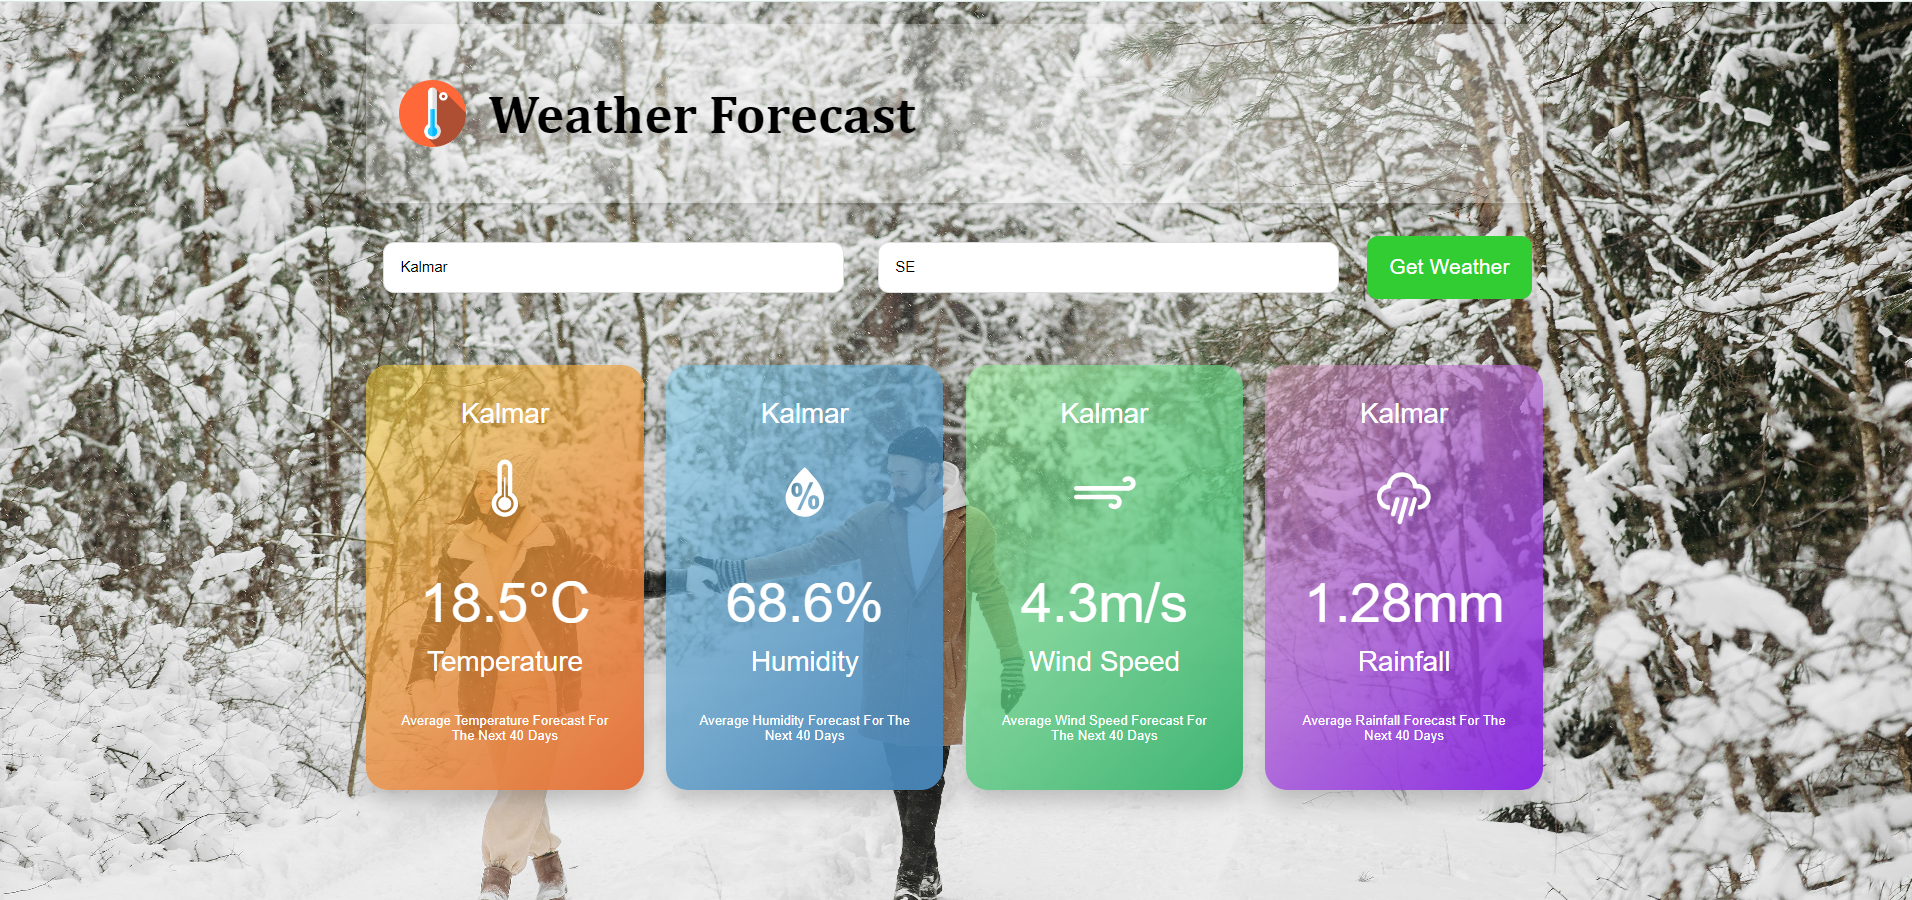 Weather Forecast
Kalmar
SE
Get Weather
Kalmar
18.5°C
Temperature
Average Temperature Forecast For
The Next 40 Days
Kalmar
%
68.6%
Humidity
Average Humidity Forecast For The
Next 40 Days
Kalmar
4.3m/s
Wind Speed
Average Wind Speed Forecast For
The Next 40 Days
Kalmar
1.28mm
Rainfall
Average Rainfall Forecast For The
Next 40 Days